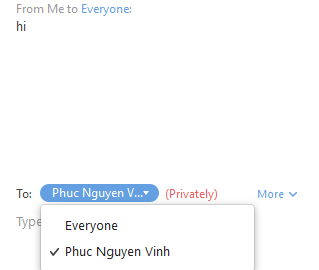 From Me to Everyone:
hi
To: Phuc Nguyen V... (Privately) More
Type
Everyone
Phuc Nguyen Vinh